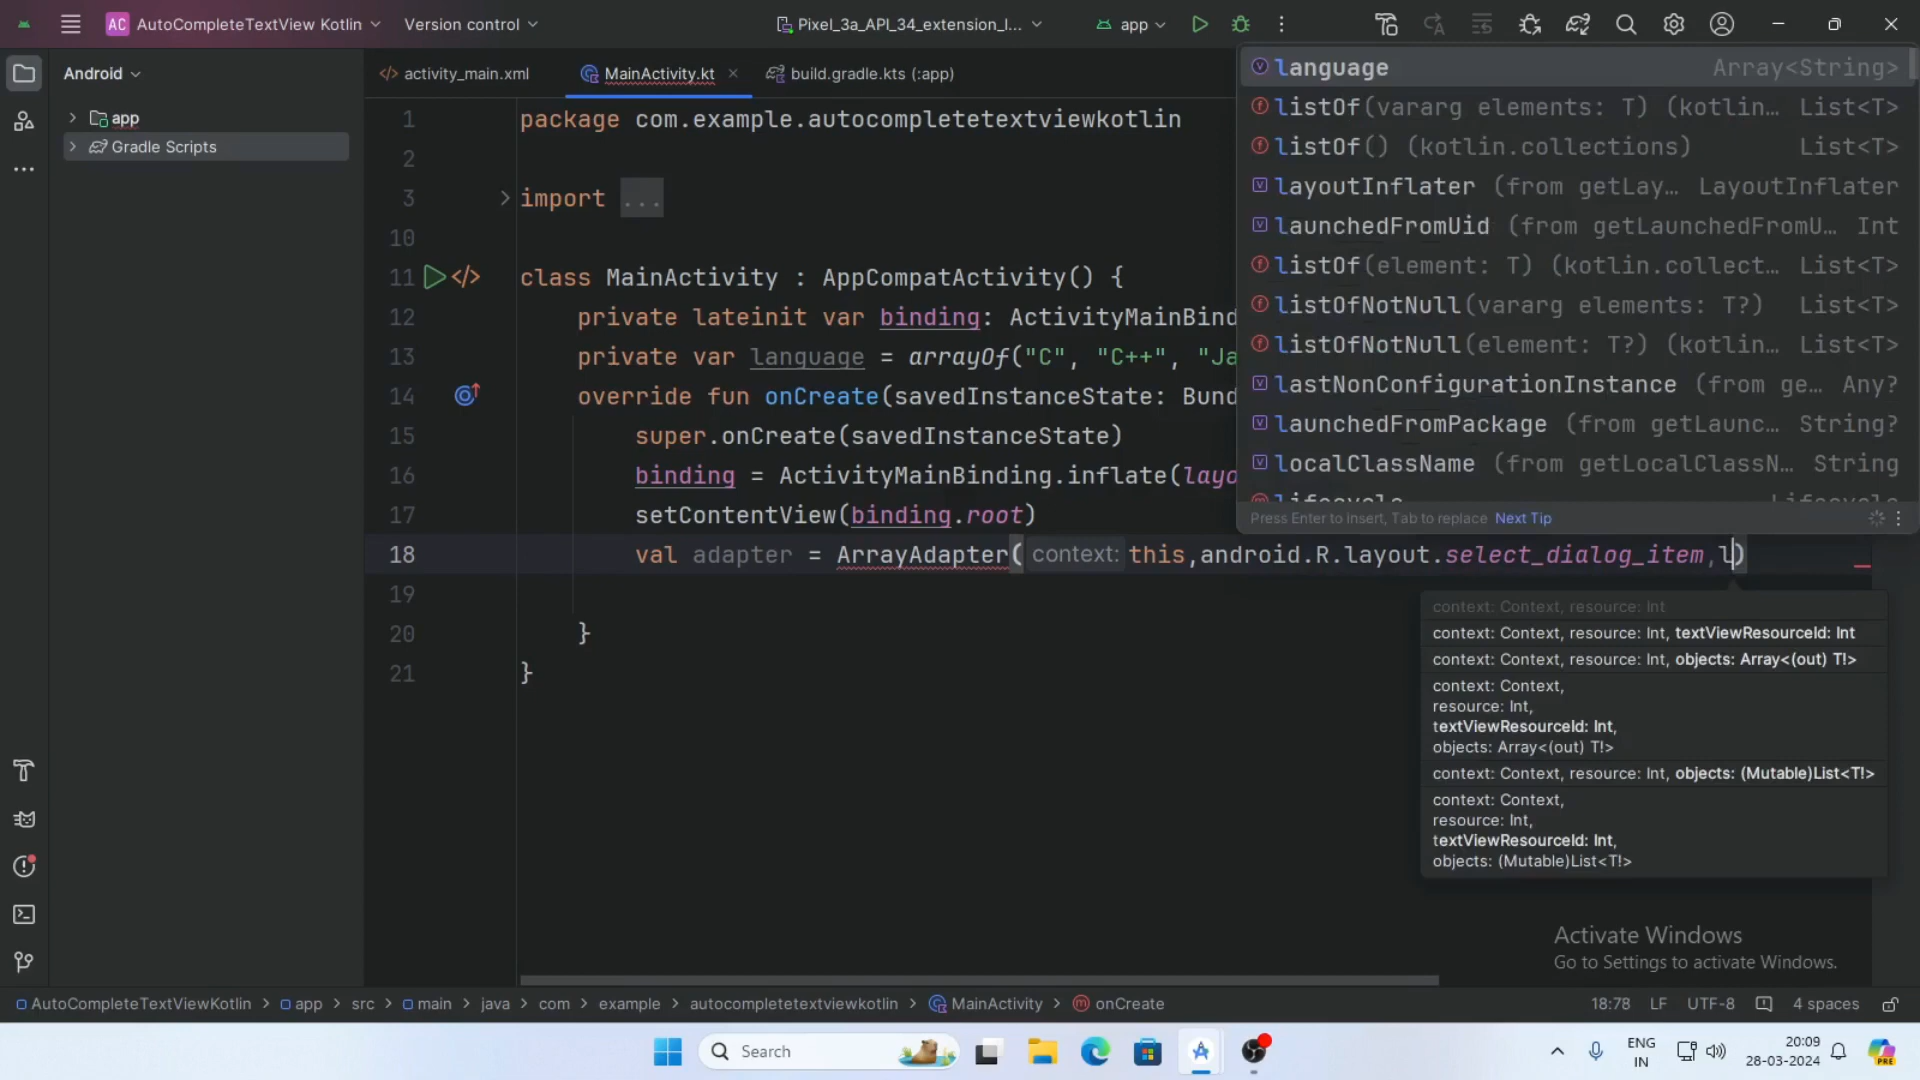 AC AutoCompleteTextView Kotlin Version control Pixel_3a_API_34_extension_l... app
Android
app
Gradle Scripts
activity_main.xml MainActivity.kt build.gradle.kts (:app)
1 package com.example.autocompletetextviewkotlin
2
3 import ...
10
11 class MainActivity : AppCompatActivity() {
12 private lateinit var binding: ActivityMainBind
13 private var language = arrayOf("C", "C++", "Ja
14 override fun onCreate(savedInstanceState: Bund
15 super.onCreate(savedInstanceState)
16 binding = ActivityMainBinding.inflate(layo
17 setContentView(binding.root)
18 val adapter = ArrayAdapter( context: this,android.R.layout.select_dialog_item,l)
19
20 }
21 }
language Array<String>
listOf(vararg elements: T) (kotlin... List<T>
listOf() (kotlin.collections) List<T>
layoutInflater (from getLay... LayoutInflater
launchedFromUid (from getLaunchedFromU... Int
listOf(element: T) (kotlin.collect... List<T>
listOfNotNull(vararg elements: T?) List<T>
listOfNotNull(element: T?) (kotlin... List<T>
lastNonConfigurationInstance (from ge... Any?
launchedFromPackage (from getLaunc... String?
localClassName (from getLocalClassN... String
lifecycle Lifecycle
Press Enter to insert, Tab to replace Next Tip
context: Context, resource: Int
context: Context, resource: Int, textViewResourceId: Int
context: Context, resource: Int, objects: Array<(out) T!>
context: Context,
resource: Int,
textViewResourceId: Int,
objects: Array<(out) T!>
context: Context, resource: Int, objects: (Mutable)List<T!>
context: Context,
resource: Int,
textViewResourceId: Int,
objects: (Mutable)List<T!>
Activate Windows
Go to Settings to activate Windows.
AutoCompleteTextViewKotlin > app > src > main > java > com > example > autocompletetextviewkotlin > MainActivity > onCreate 18:78 LF UTF-8 4 spaces
Search
ENG
IN
20:09
28-03-2024
PRE